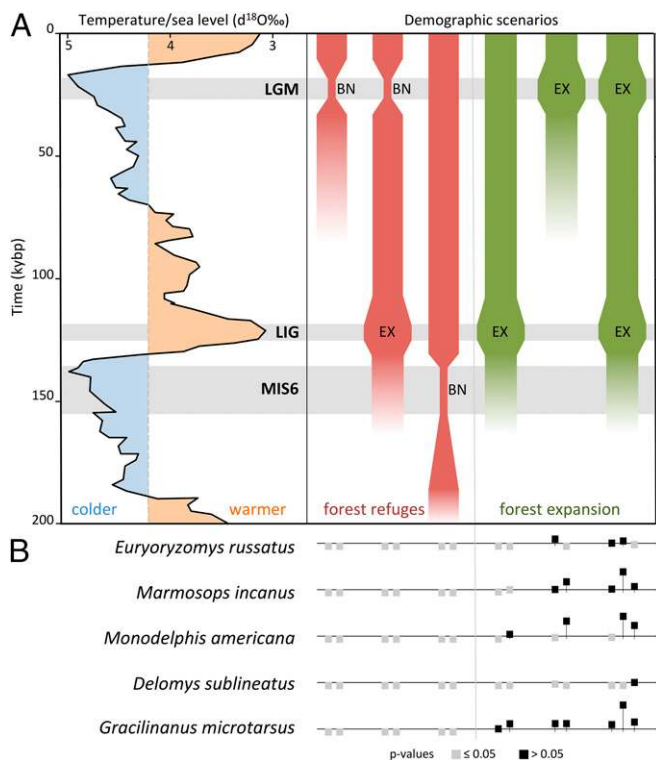 A
Temperature/sea level (d¹⁸O‰)
Demographic scenarios
5 4 3
0
LGM
BN BN EX EX
50
Time (kybp)
100
LIG
EX EX EX
MIS6
BN
150
colder warmer forest refuges forest expansion
200
B
Euryoryzomys russatus
Marmosops incanus
Monodelphis americana
Delomys sublineatus
Gracilinanus microtarsus
p-values ≤ 0.05 > 0.05